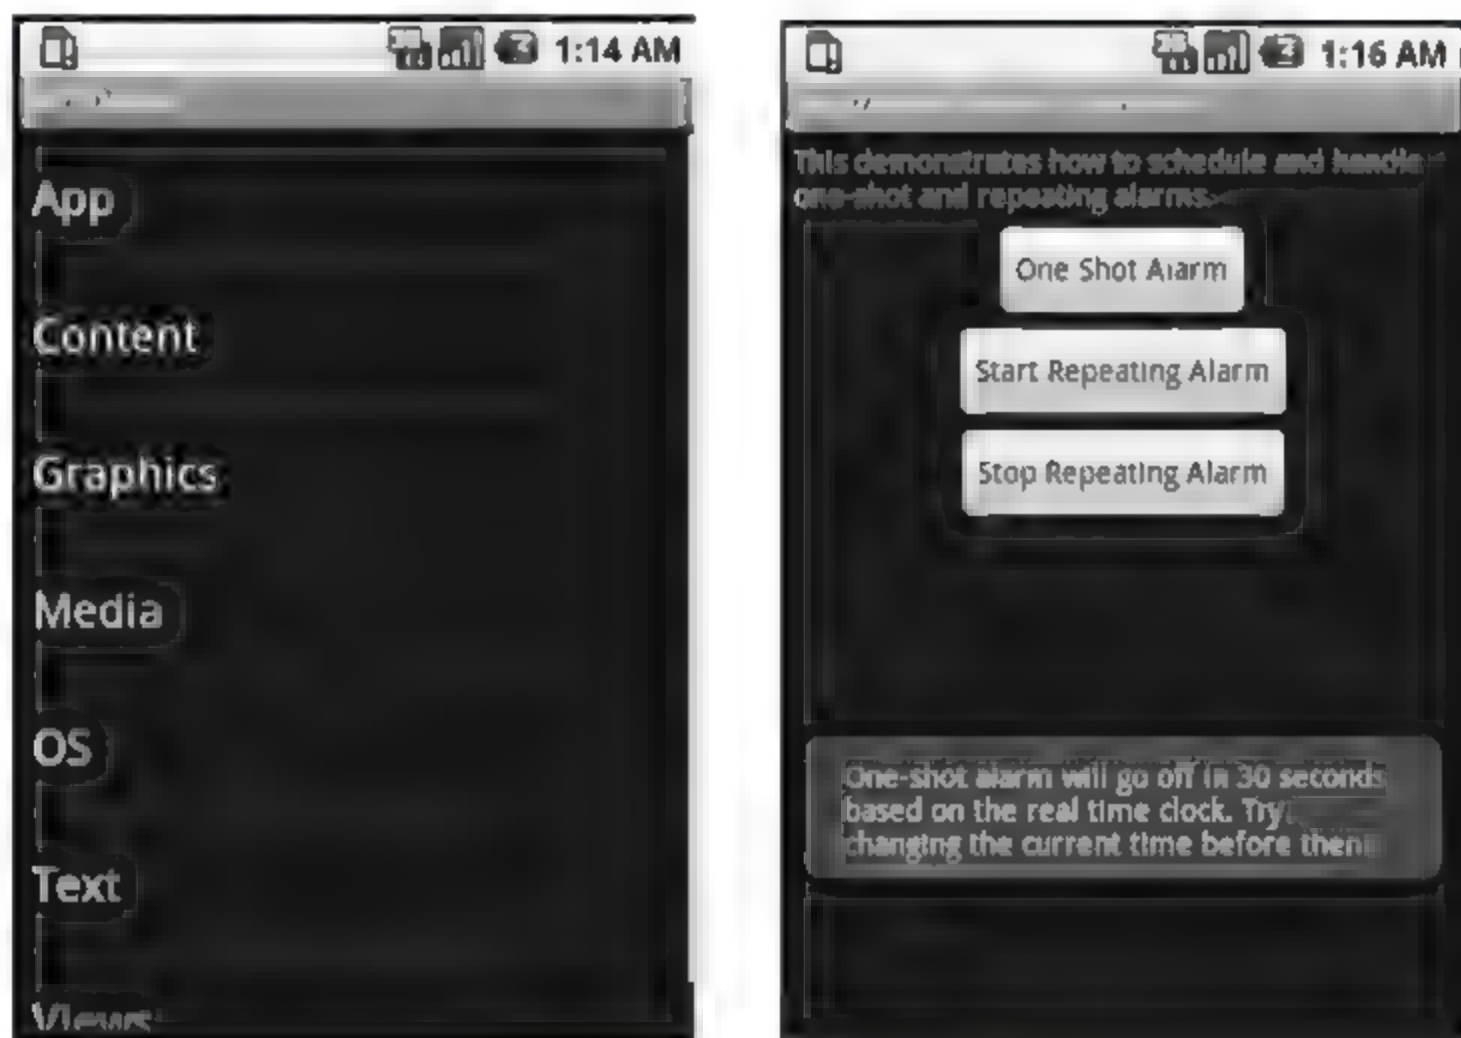 1:14 AM
App
Content
Graphics
Media
OS
Text
Views
1:16 AM
This demonstrates how to schedule and handle
one-shot and repeating alarms.
One Shot Alarm
Start Repeating Alarm
Stop Repeating Alarm
One-shot alarm will go off in 30 seconds
based on the real time clock. Try
changing the current time before then!